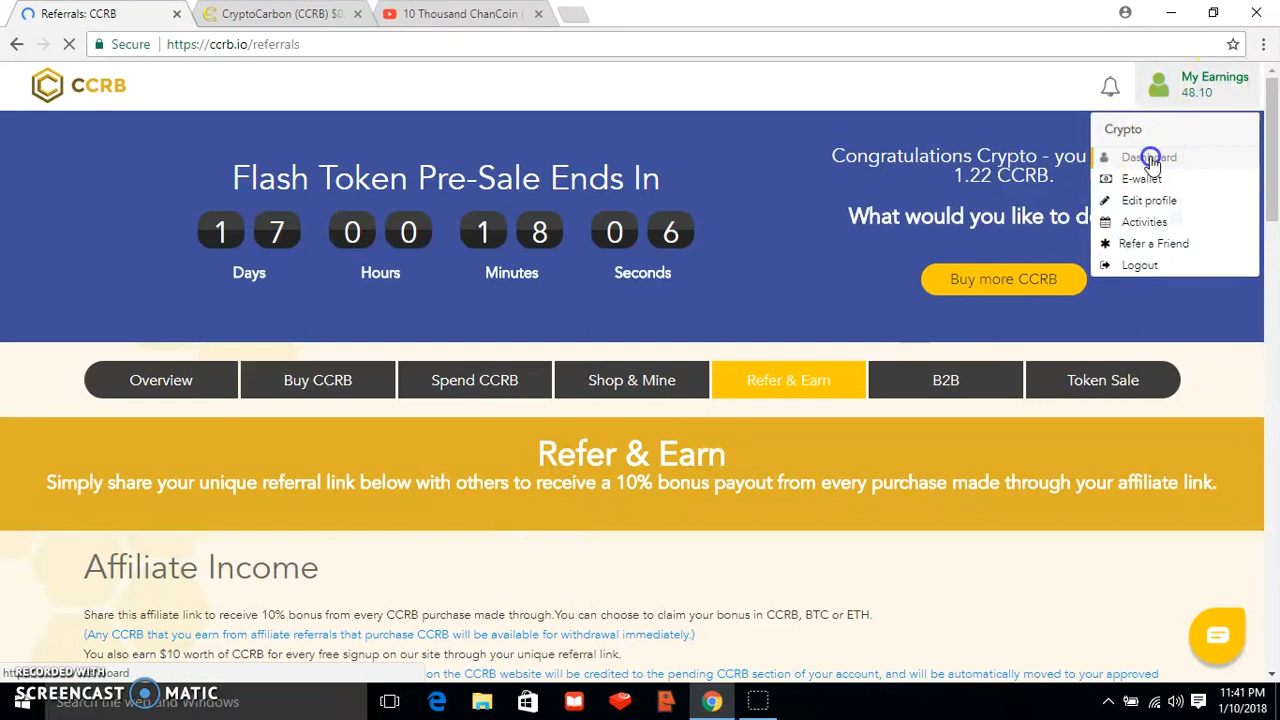 Referrals: CCRB:
CryptoCarbon (CCRB) $0
10 Thousand ChanCoin
Secure
https://ccrb.io/referrals
CCRB
My Earnings
48.10
Flash Token Pre-Sale Ends In
1 7 0 0 1 8 0 6
Days Hours Minutes Seconds
Congratulations Crypto - you
1.22 CCRB.
What would you like to do
Buy more CCRB
Crypto
Dashboard
E-wallet
Edit profile
Activities
Refer a Friend
Logout
Overview
Buy CCRB
Spend CCRB
Shop & Mine
Refer & Earn
B2B
Token Sale
Refer & Earn
Simply share your unique referral link below with others to receive a 10% bonus payout from every purchase made through your affiliate link.
Affiliate Income
Share this affiliate link to receive 10% bonus from every CCRB purchase made through.You can choose to claim your bonus in CCRB, BTC or ETH.
(Any CCRB that you earn from affiliate referrals that purchase CCRB will be available for withdrawal immediately.)
You also earn $10 worth of CCRB for every free signup on our site through your unique referral link.
on the CCRB website will be credited to the pending CCRB section of your account, and will be automatically moved to your approved
RECORDED WITH
SCREENCAST MATIC
Search the web and Windows
11:41 PM
1/10/2018